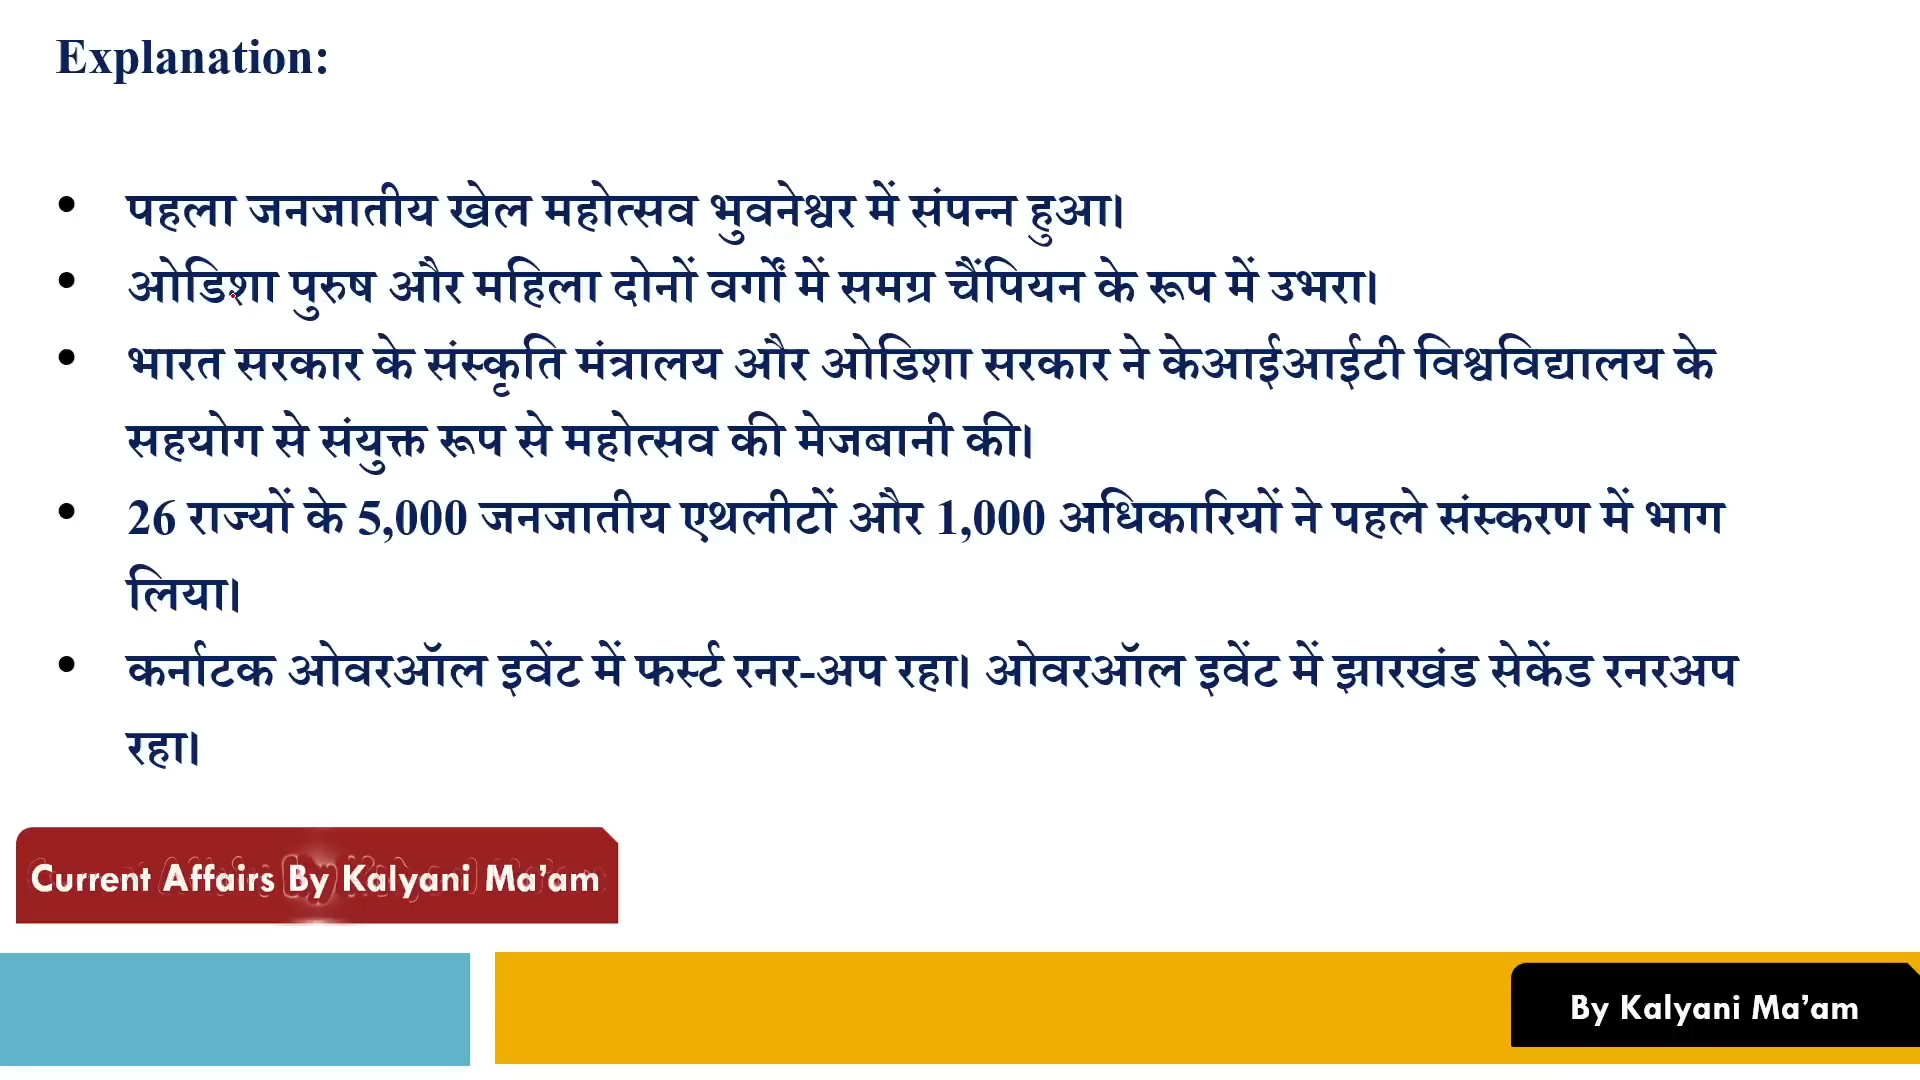 Explanation:
• पहला जनजातीय खेल महोत्सव भुवनेश्वर में संपन्न हुआ।
• ओडिशा पुरुष और महिला दोनों वर्गों में समग्र चैंपियन के रूप में उभरा।
• भारत सरकार के संस्कृति मंत्रालय और ओडिशा सरकार ने केआईआईटी विश्वविद्यालय के
सहयोग से संयुक्त रूप से महोत्सव की मेजबानी की।
• 26 राज्यों के 5,000 जनजातीय एथलीटों और 1,000 अधिकारियों ने पहले संस्करण में भाग
लिया।
• कर्नाटक ओवरऑल इवेंट में फर्स्ट रनर-अप रहा। ओवरऑल इवेंट में झारखंड सेकेंड रनरअप
रहा।
Current Affairs By Kalyani Ma’am
By Kalyani Ma’am